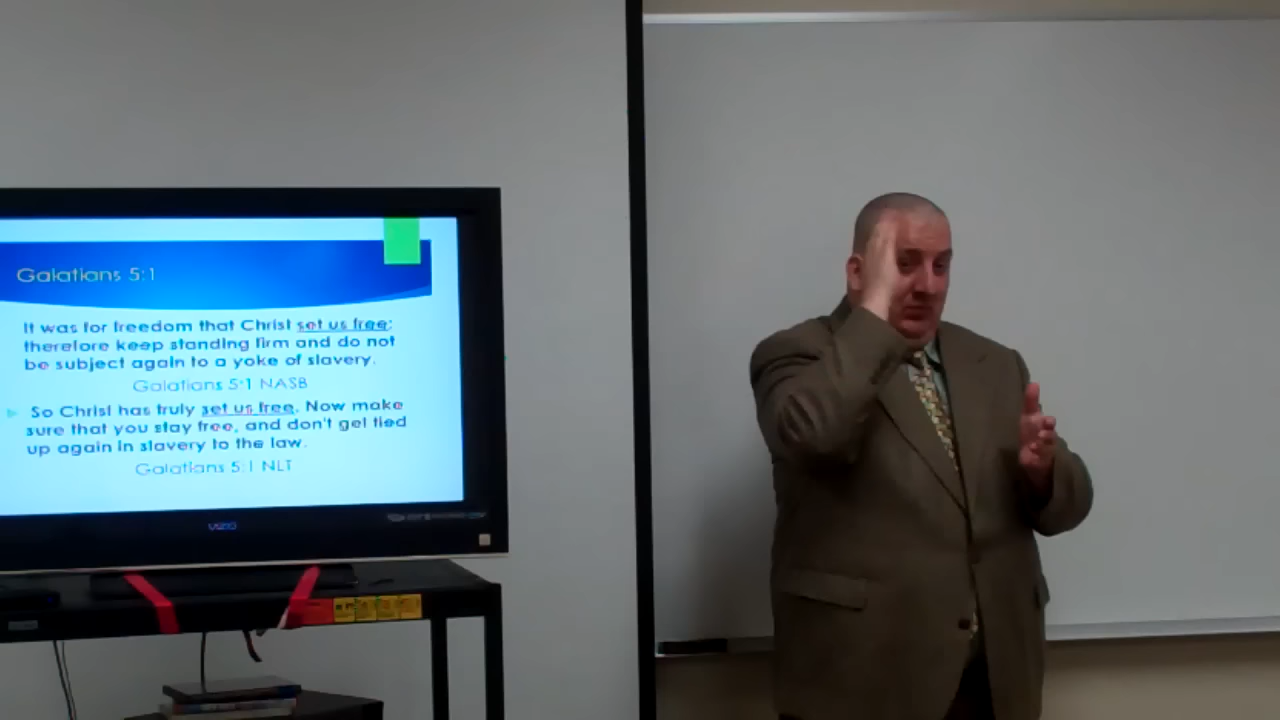 Galatians 5:1
It was for freedom that Christ set us free;
therefore keep standing firm and do not
be subject again to a yoke of slavery.
Galatians 5:1 NASB
So Christ has truly set us free. Now make
sure that you stay free, and don't get tied
up again in slavery to the law.
Galatians 5:1 NLT
VIZIO